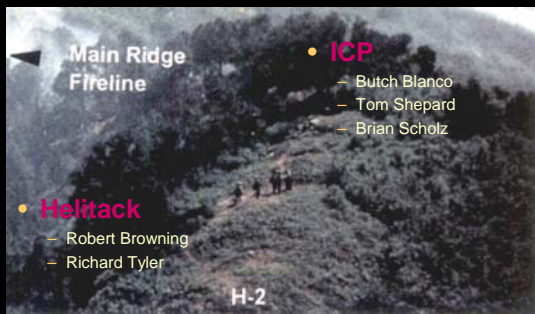 Main Ridge
Fireline
• ICP
– Butch Blanco
– Tom Shepard
– Brian Scholz
• Helitack
– Robert Browning
– Richard Tyler
H-2